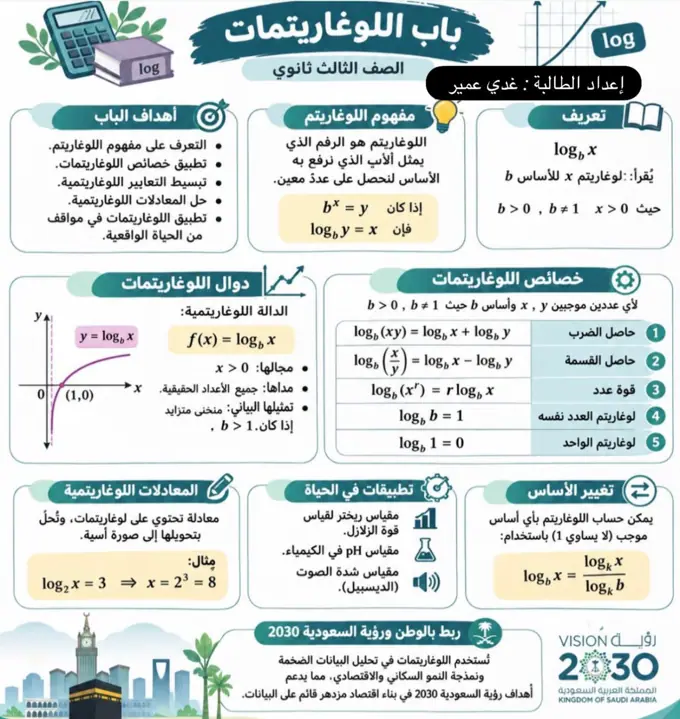 باب اللوغاريتمات
الصف الثالث ثانوي
إعداد الطالبة : غدي عمير
log
log
تعريف
log_b x
يُقرأ: لوغاريتم x للأساس b
حيث b > 0 , b ≠ 1 x > 0
مفهوم اللوغاريتم
اللوغاريتم هو الرقم الذي
يمثل الأس الذي نرفع به
الأساس لنحصل على عدد معين.
إذا كان b^x = y
فإن log_b y = x
أهداف الباب
• التعرف على مفهوم اللوغاريتم.
• تطبيق خصائص اللوغاريتمات.
• تبسيط التعابير اللوغاريتمية.
• حل المعادلات اللوغاريتمية.
• تطبيق اللوغاريتمات في مواقف
من الحياة الواقعية.
خصائص اللوغاريتمات
لأي عددين موجبين x , y وأساس b حيث b > 0 , b ≠ 1
1 حاصل الضرب log_b (xy) = log_b x + log_b y
2 حاصل القسمة log_b (x/y) = log_b x − log_b y
3 قوة عدد log_b (x^r) = r log_b x
4 لوغاريتم العدد نفسه log_b b = 1
5 لوغاريتم الواحد log_b 1 = 0
دوال اللوغاريتمات
الدالة اللوغاريتمية:
f(x) = log_b x
• مجالها: x > 0
• مداها: جميع الأعداد الحقيقية.
• تمثيلها البياني: منحنى متزايد
إذا كان. b > 1 ,
y
y = log_b x
0 (1,0) x
تغيير الأساس
يمكن حساب اللوغاريتم بأي أساس
موجب (لا يساوي 1) باستخدام:
log_b x = log_k x / log_k b
تطبيقات في الحياة
مقياس ريختر لقياس
قوة الزلازل.
مقياس pH في الكيمياء.
مقياس شدة الصوت
(الديسيبل).
المعادلات اللوغاريتمية
معادلة تحتوي على لوغاريتمات، وتُحلّ
بتحويلها إلى صورة أسية.
مثال:
log_2 x = 3 ⇒ x = 2^3 = 8
ربط بالوطن ورؤية السعودية 2030
تُستخدم اللوغاريتمات في تحليل البيانات الضخمة
ونمذجة النمو السكاني والاقتصادي، مما يدعم
أهداف رؤية السعودية 2030 في بناء اقتصاد مزدهر قائم على البيانات.
VISION رؤيـــة
2030
المملكة العربية السعودية
KINGDOM OF SAUDI ARABIA